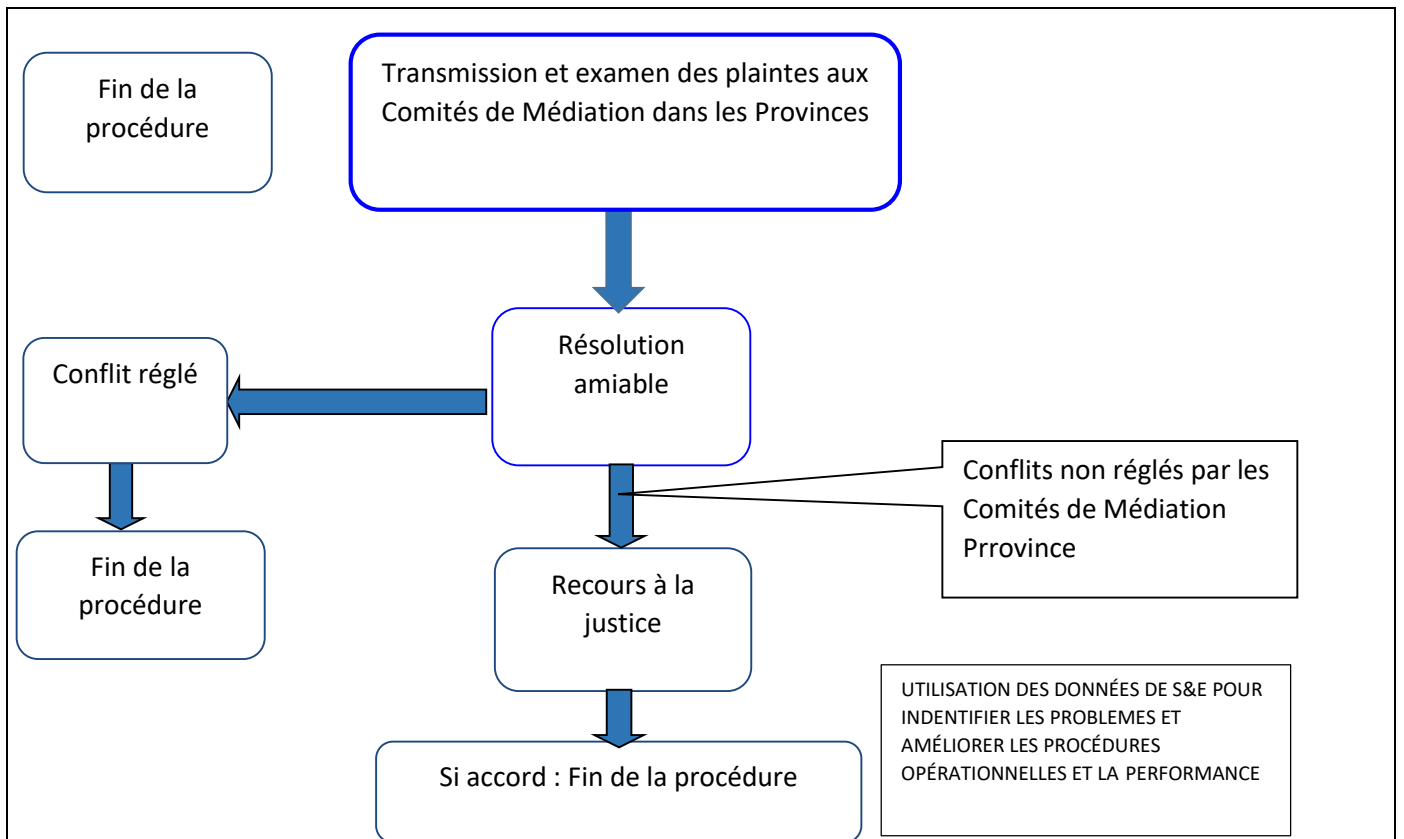 Fin de la
procédure
Transmission et examen des plaintes aux
Comités de Médiation dans les Provinces
Résolution
amiable
Conflit réglé
Conflits non réglés par les
Comités de Médiation
Prrovince
Fin de la
procédure
Recours à la
justice
UTILISATION DES DONNÉES DE S&E POUR
INDENTIFIER LES PROBLEMES ET
AMÉLIORER LES PROCÉDURES
OPÉRATIONNELLES ET LA PERFORMANCE
Si accord : Fin de la procédure